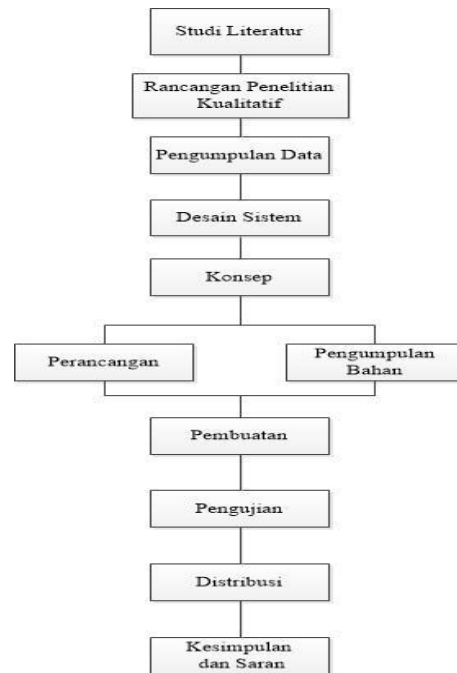 Studi Literatur
Rancangan Penelitian
Kualitatif
Pengumpulan Data
Desain Sistem
Konsep
Perancangan
Pengumpulan
Bahan
Pembuatan
Pengujian
Distribusi
Kesimpulan
dan Saran